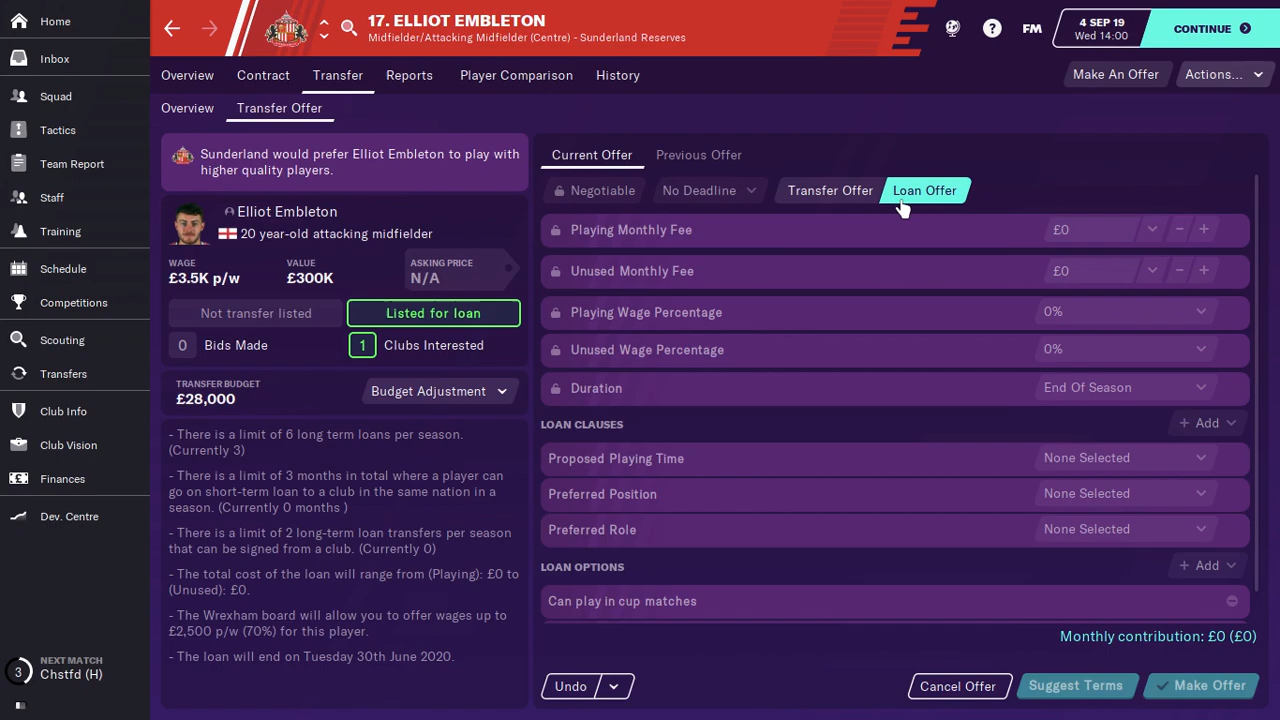 Home
Inbox
Squad
Tactics
Team Report
Staff
Training
Schedule
Competitions
Scouting
Transfers
Club Info
Club Vision
Finances
Dev. Centre
3
NEXT MATCH
Chstfd (H)
17. ELLIOT EMBLETON
Midfielder/Attacking Midfielder (Centre) - Sunderland Reserves
?
FM
4 SEP 19
Wed 14:00
CONTINUE
Overview
Contract
Transfer
Reports
Player Comparison
History
Make An Offer
Actions...
Overview
Transfer Offer
Sunderland would prefer Elliot Embleton to play with
higher quality players.
Elliot Embleton
20 year-old attacking midfielder
WAGE
£3.5K p/w
VALUE
£300K
ASKING PRICE
N/A
Not transfer listed
Listed for loan
0 Bids Made
1 Clubs Interested
TRANSFER BUDGET
£28,000
Budget Adjustment
- There is a limit of 6 long term loans per season.
(Currently 3)
- There is a limit of 3 months in total where a player can
go on short-term loan to a club in the same nation in a
season. (Currently 0 months )
- There is a limit of 2 long-term loan transfers per season
that can be signed from a club. (Currently 0)
- The total cost of the loan will range from (Playing): £0 to
(Unused): £0.
- The Wrexham board will allow you to offer wages up to
£2,500 p/w (70%) for this player.
- The loan will end on Tuesday 30th June 2020.
Current Offer
Previous Offer
Negotiable
No Deadline
Transfer Offer
Loan Offer
Playing Monthly Fee £0 - +
Unused Monthly Fee £0 - +
Playing Wage Percentage 0%
Unused Wage Percentage 0%
Duration End Of Season
LOAN CLAUSES + Add
Proposed Playing Time None Selected
Preferred Position None Selected
Preferred Role None Selected
LOAN OPTIONS + Add
Can play in cup matches
Monthly contribution: £0 (£0)
Undo
Cancel Offer
Suggest Terms
Make Offer